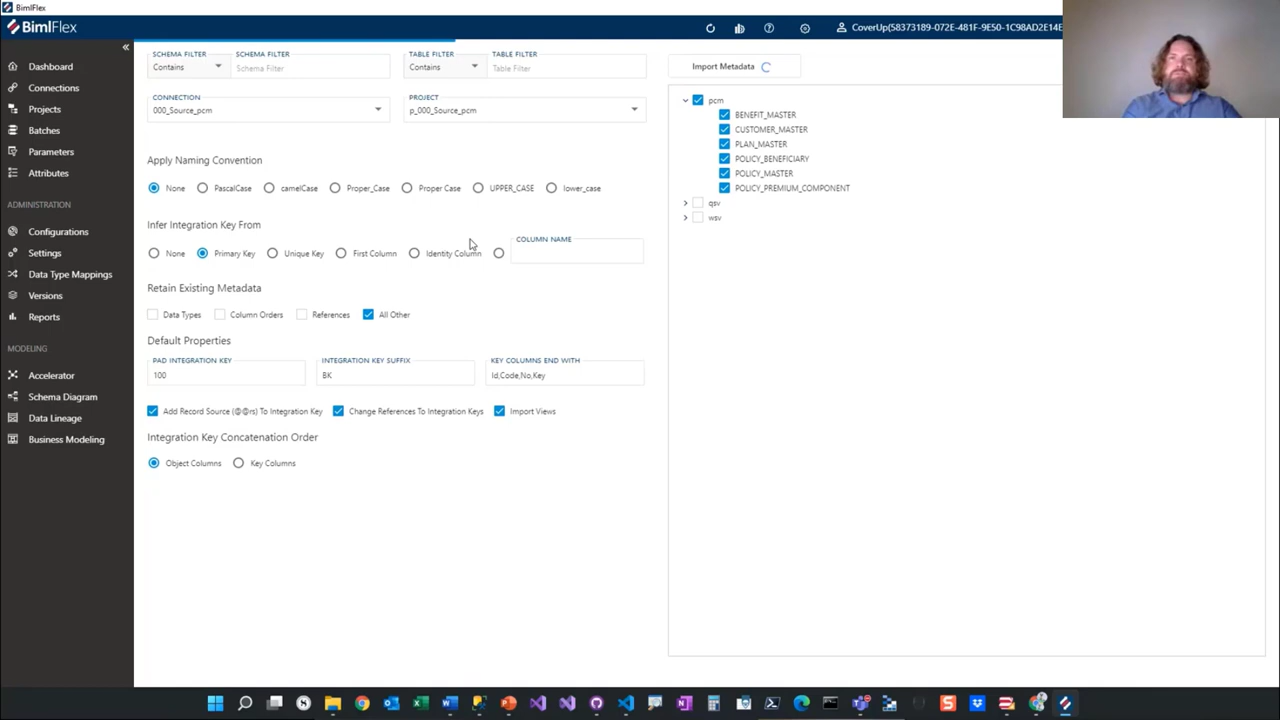 BimlFlex
BimlFlex
CoverUp(58373189-072E-481F-9E50-1C98AD2E14E
Dashboard
Connections
Projects
Batches
Parameters
Attributes
ADMINISTRATION
Configurations
Settings
Data Type Mappings
Versions
Reports
MODELING
Accelerator
Schema Diagram
Data Lineage
Business Modeling
SCHEMA FILTER SCHEMA FILTER TABLE FILTER TABLE FILTER
Contains Schema Filter Contains Table Filter
CONNECTION PROJECT
000_Source_pcm p_000_Source_pcm
Apply Naming Convention
None PascalCase camelCase Proper_Case Proper Case UPPER_CASE lower_case
Infer Integration Key From
COLUMN NAME
None Primary Key Unique Key First Column Identity Column
Retain Existing Metadata
Data Types Column Orders References All Other
Default Properties
PAD INTEGRATION KEY INTEGRATION KEY SUFFIX KEY COLUMNS END WITH
100 BK Id,Code,No,Key
Add Record Source (@@rs) To Integration Key Change References To Integration Keys Import Views
Integration Key Concatenation Order
Object Columns Key Columns
Import Metadata
pcm
BENEFIT_MASTER
CUSTOMER_MASTER
PLAN_MASTER
POLICY_BENEFICIARY
POLICY_MASTER
POLICY_PREMIUM_COMPONENT
qsv
wsv